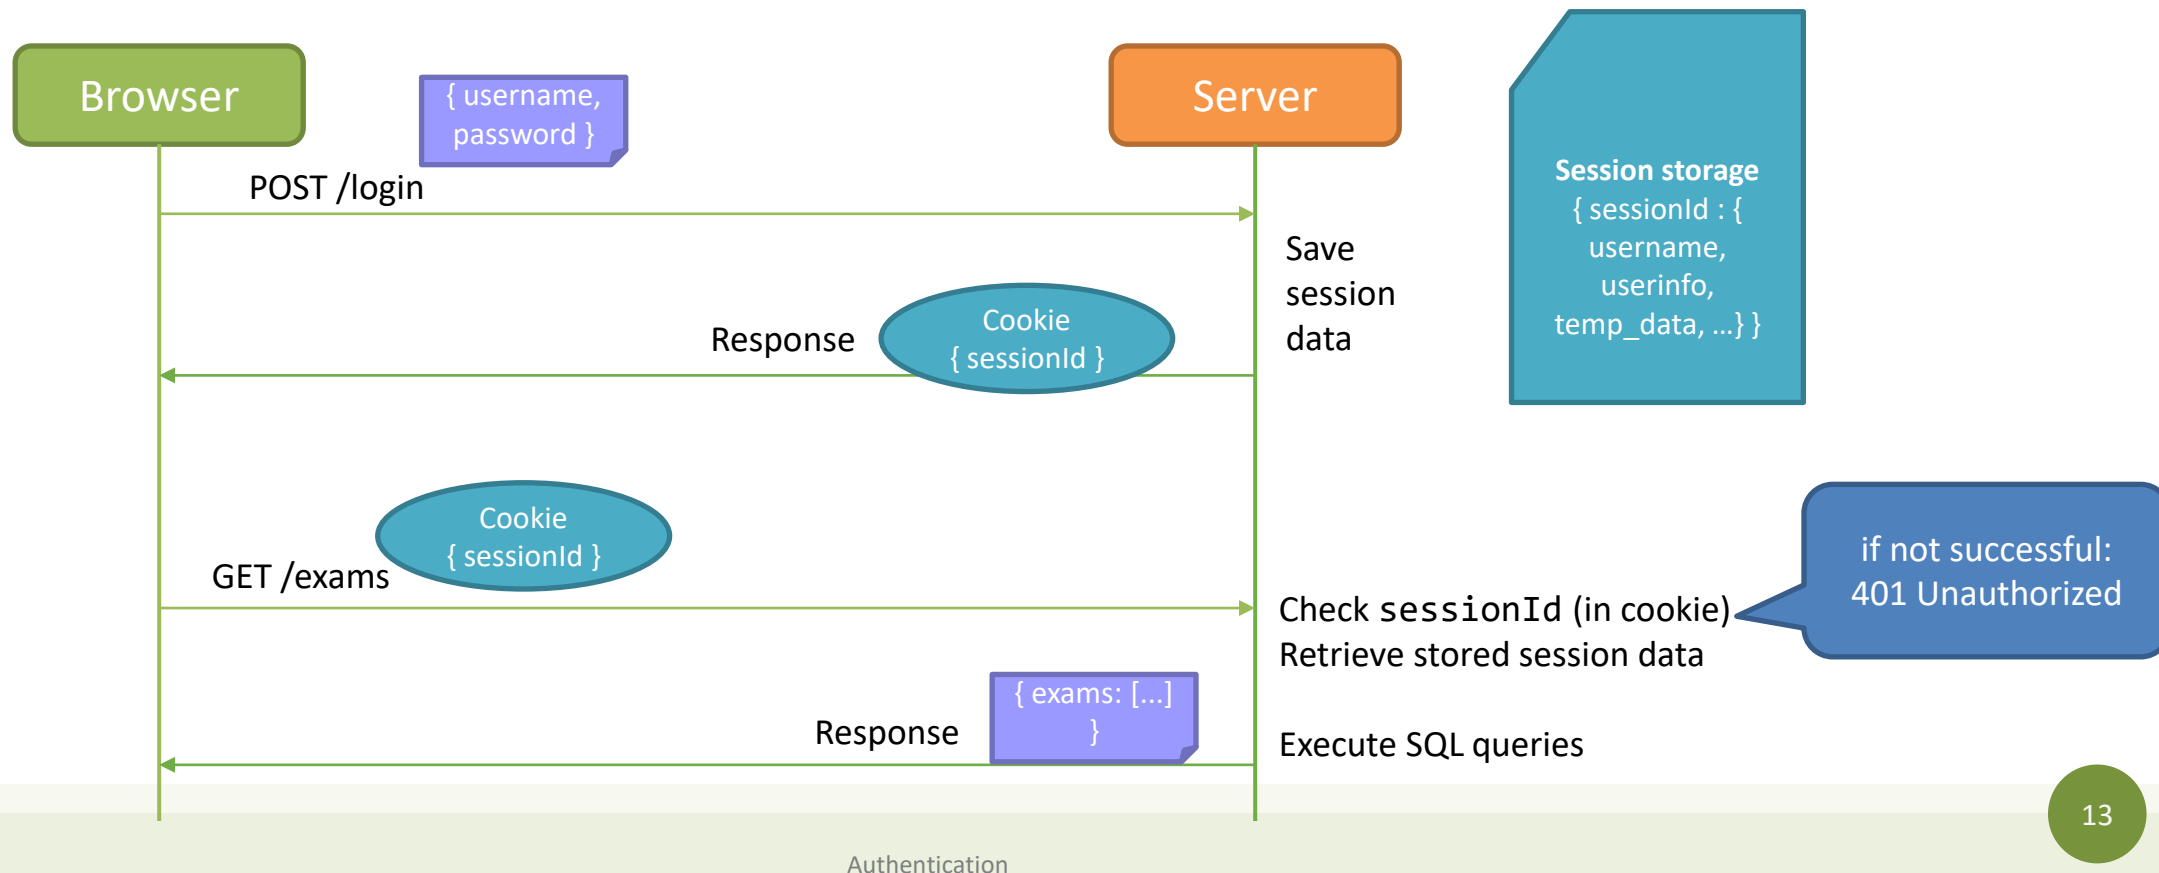 Browser
{ username,
password }
Server
POST /login
Session storage
{ sessionId : {
username,
userinfo,
temp_data, ...} }
Save
session
data
Response
Cookie
{ sessionId }
Cookie
{ sessionId }
GET /exams
if not successful:
401 Unauthorized
Check sessionId (in cookie)
Retrieve stored session data
{ exams: [...]
}
Response
Execute SQL queries
13
Authentication